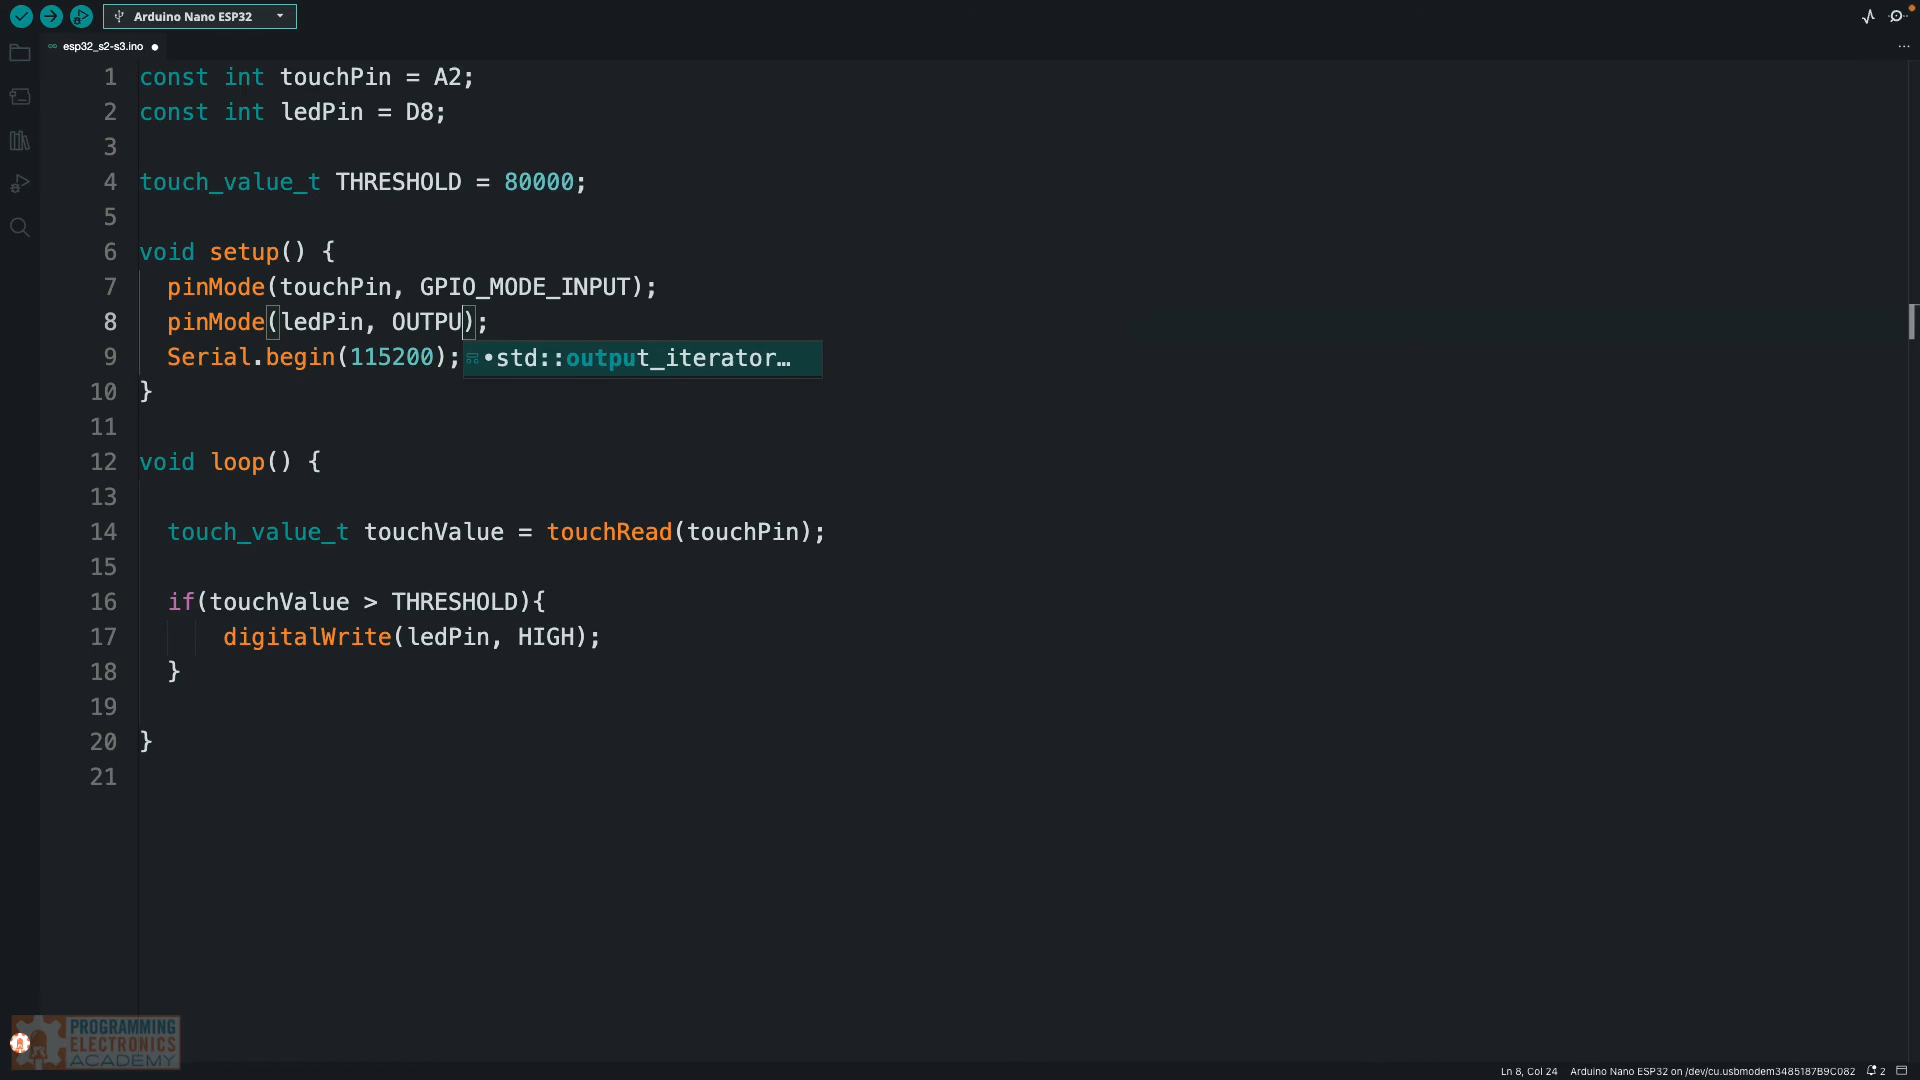 Arduino Nano ESP32
esp32_s2-s3.ino
1 const int touchPin = A2;
2 const int ledPin = D8;
3
4 touch_value_t THRESHOLD = 80000;
5
6 void setup() {
7 pinMode(touchPin, GPIO_MODE_INPUT);
8 pinMode(ledPin, OUTPU);
9 Serial.begin(115200); •std::output_iterator…
10 }
11
12 void loop() {
13
14 touch_value_t touchValue = touchRead(touchPin);
15
16 if(touchValue > THRESHOLD){
17 digitalWrite(ledPin, HIGH);
18 }
19
20 }
21
PROGRAMMING
ELECTRONICS
ACADEMY
Ln 8, Col 24 Arduino Nano ESP32 on /dev/cu.usbmodem3485187B9C082 2